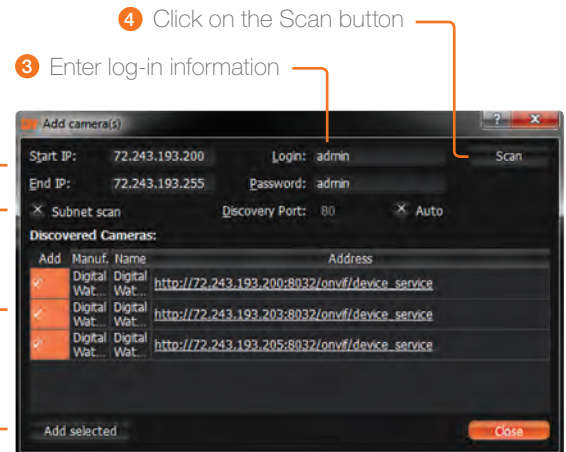 4 Click on the Scan button
3 Enter log-in information
Add camera(s)
Start IP: 72.243.193.200 Login: admin Scan
End IP: 72.243.193.255 Password: admin
Subnet scan Discovery Port: 80 Auto
Discovered Cameras:
Add Manuf. Name Address
Digital Wat... Digital Wat... http://72.243.193.200:8032/onvif/device_service
Digital Wat... Digital Wat... http://72.243.193.203:8032/onvif/device_service
Digital Wat... Digital Wat... http://72.243.193.205:8032/onvif/device_service
Add selected Close